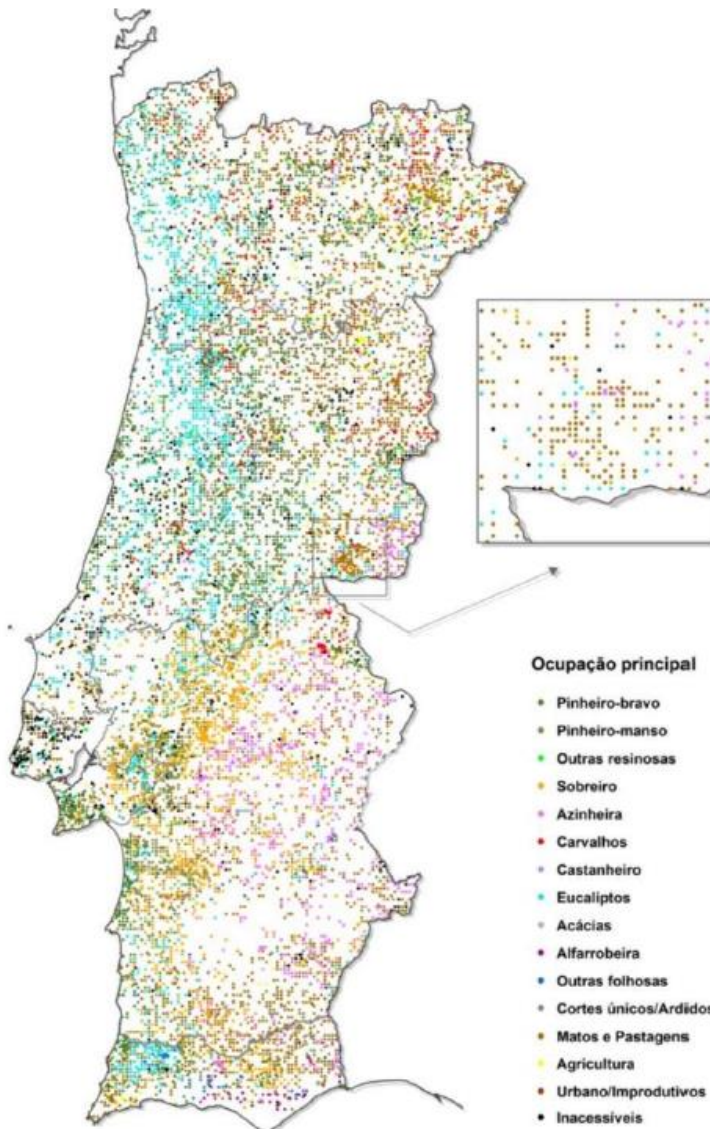 Ocupação principal
Pinheiro-bravo
Pinheiro-manso
Outras resinosas
Sobreiro
Azinheira
Carvalhos
Castanheiro
Eucaliptos
Acácias
Alfarrobeira
Outras folhosas
Cortes únicos/Ardidos
Matos e Pastagens
Agricultura
Urbano/Improdutivos
Inacessíveis